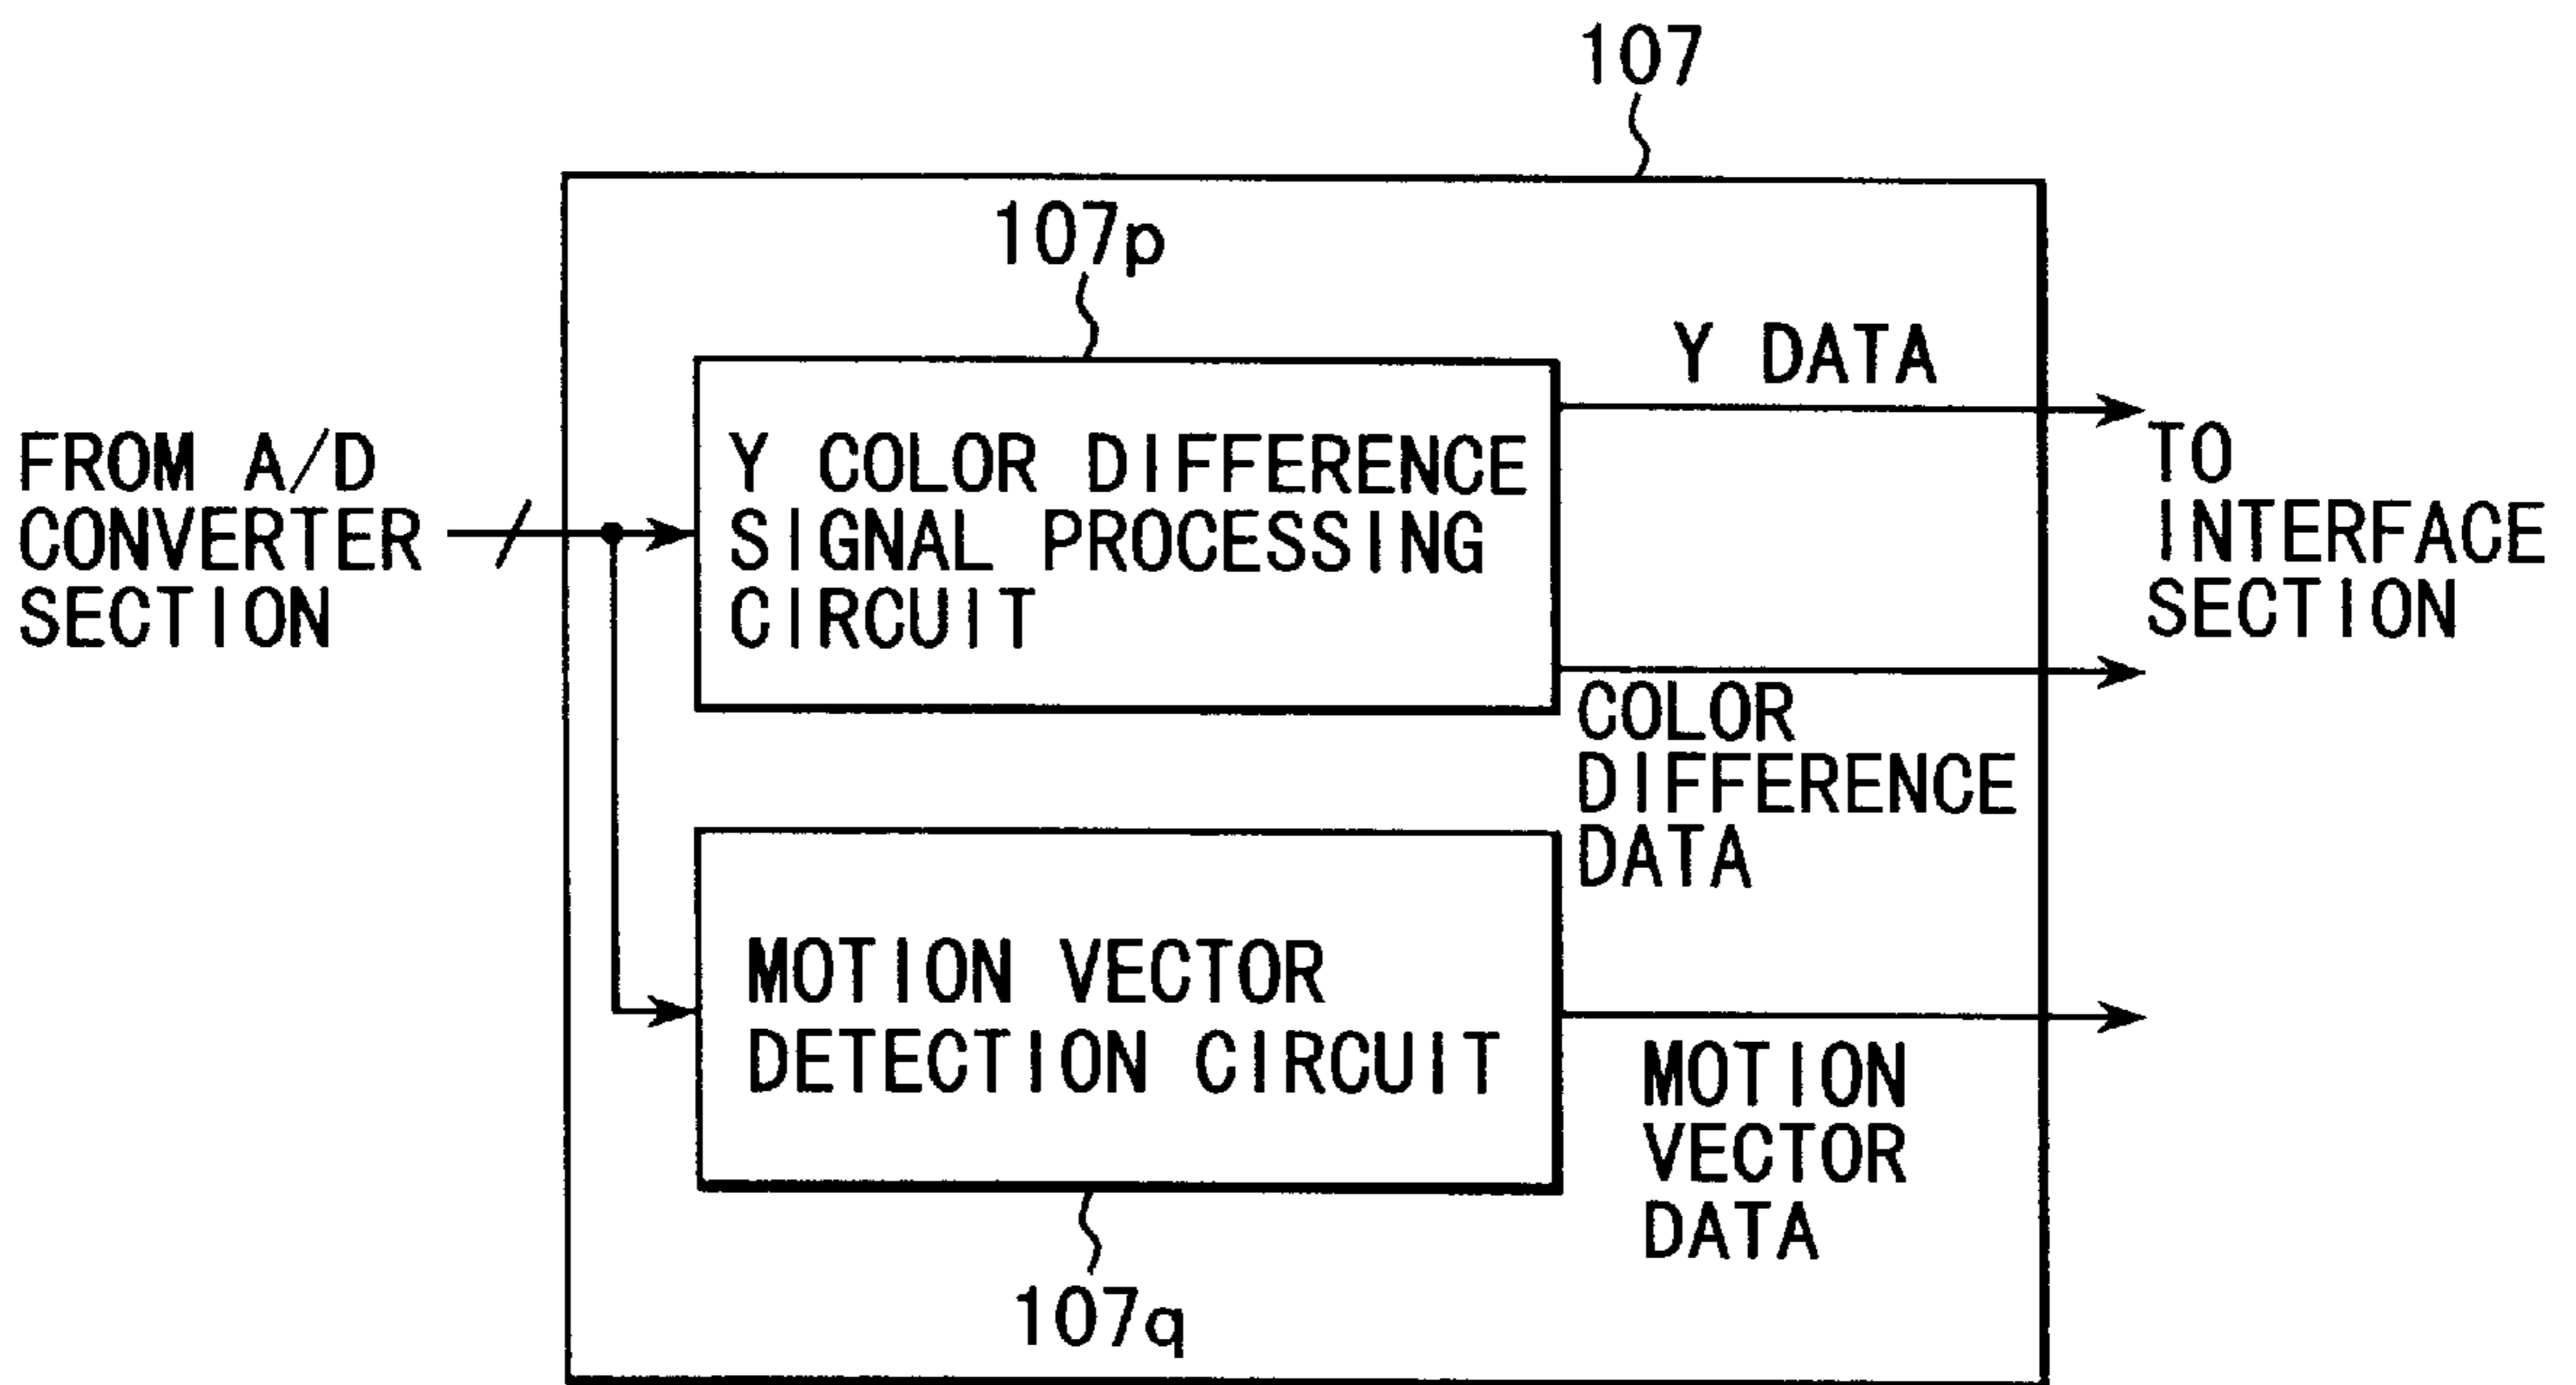 107
107p
Y DATA
FROM A/D
CONVERTER
SECTION
Y COLOR DIFFERENCE
SIGNAL PROCESSING
CIRCUIT
TO
INTERFACE
SECTION
COLOR
DIFFERENCE
DATA
MOTION VECTOR
DETECTION CIRCUIT
MOTION
VECTOR
DATA
107q